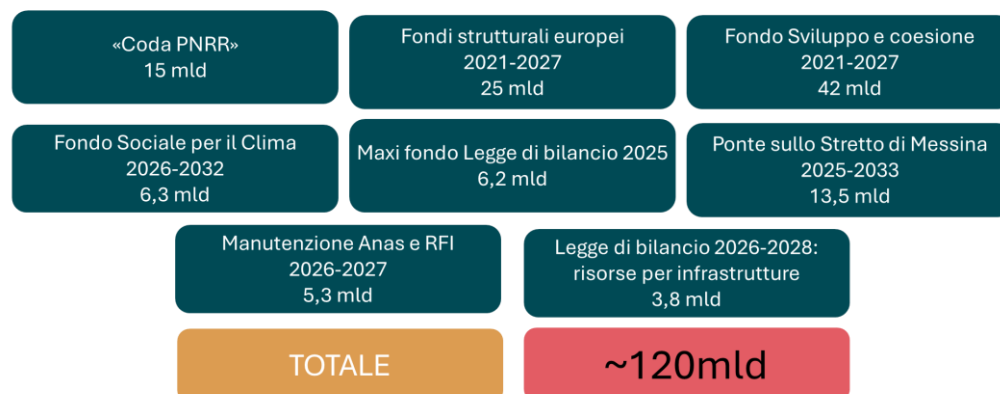 «Coda PNRR»
15 mld
Fondi strutturali europei
2021-2027
25 mld
Fondo Sviluppo e coesione
2021-2027
42 mld
Fondo Sociale per il Clima
2026-2032
6,3 mld
Maxi fondo Legge di bilancio 2025
6,2 mld
Ponte sullo Stretto di Messina
2025-2033
13,5 mld
Manutenzione Anas e RFI
2026-2027
5,3 mld
Legge di bilancio 2026-2028:
risorse per infrastrutture
3,8 mld
TOTALE
~120mld